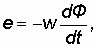 e = -w dΦ/dt,